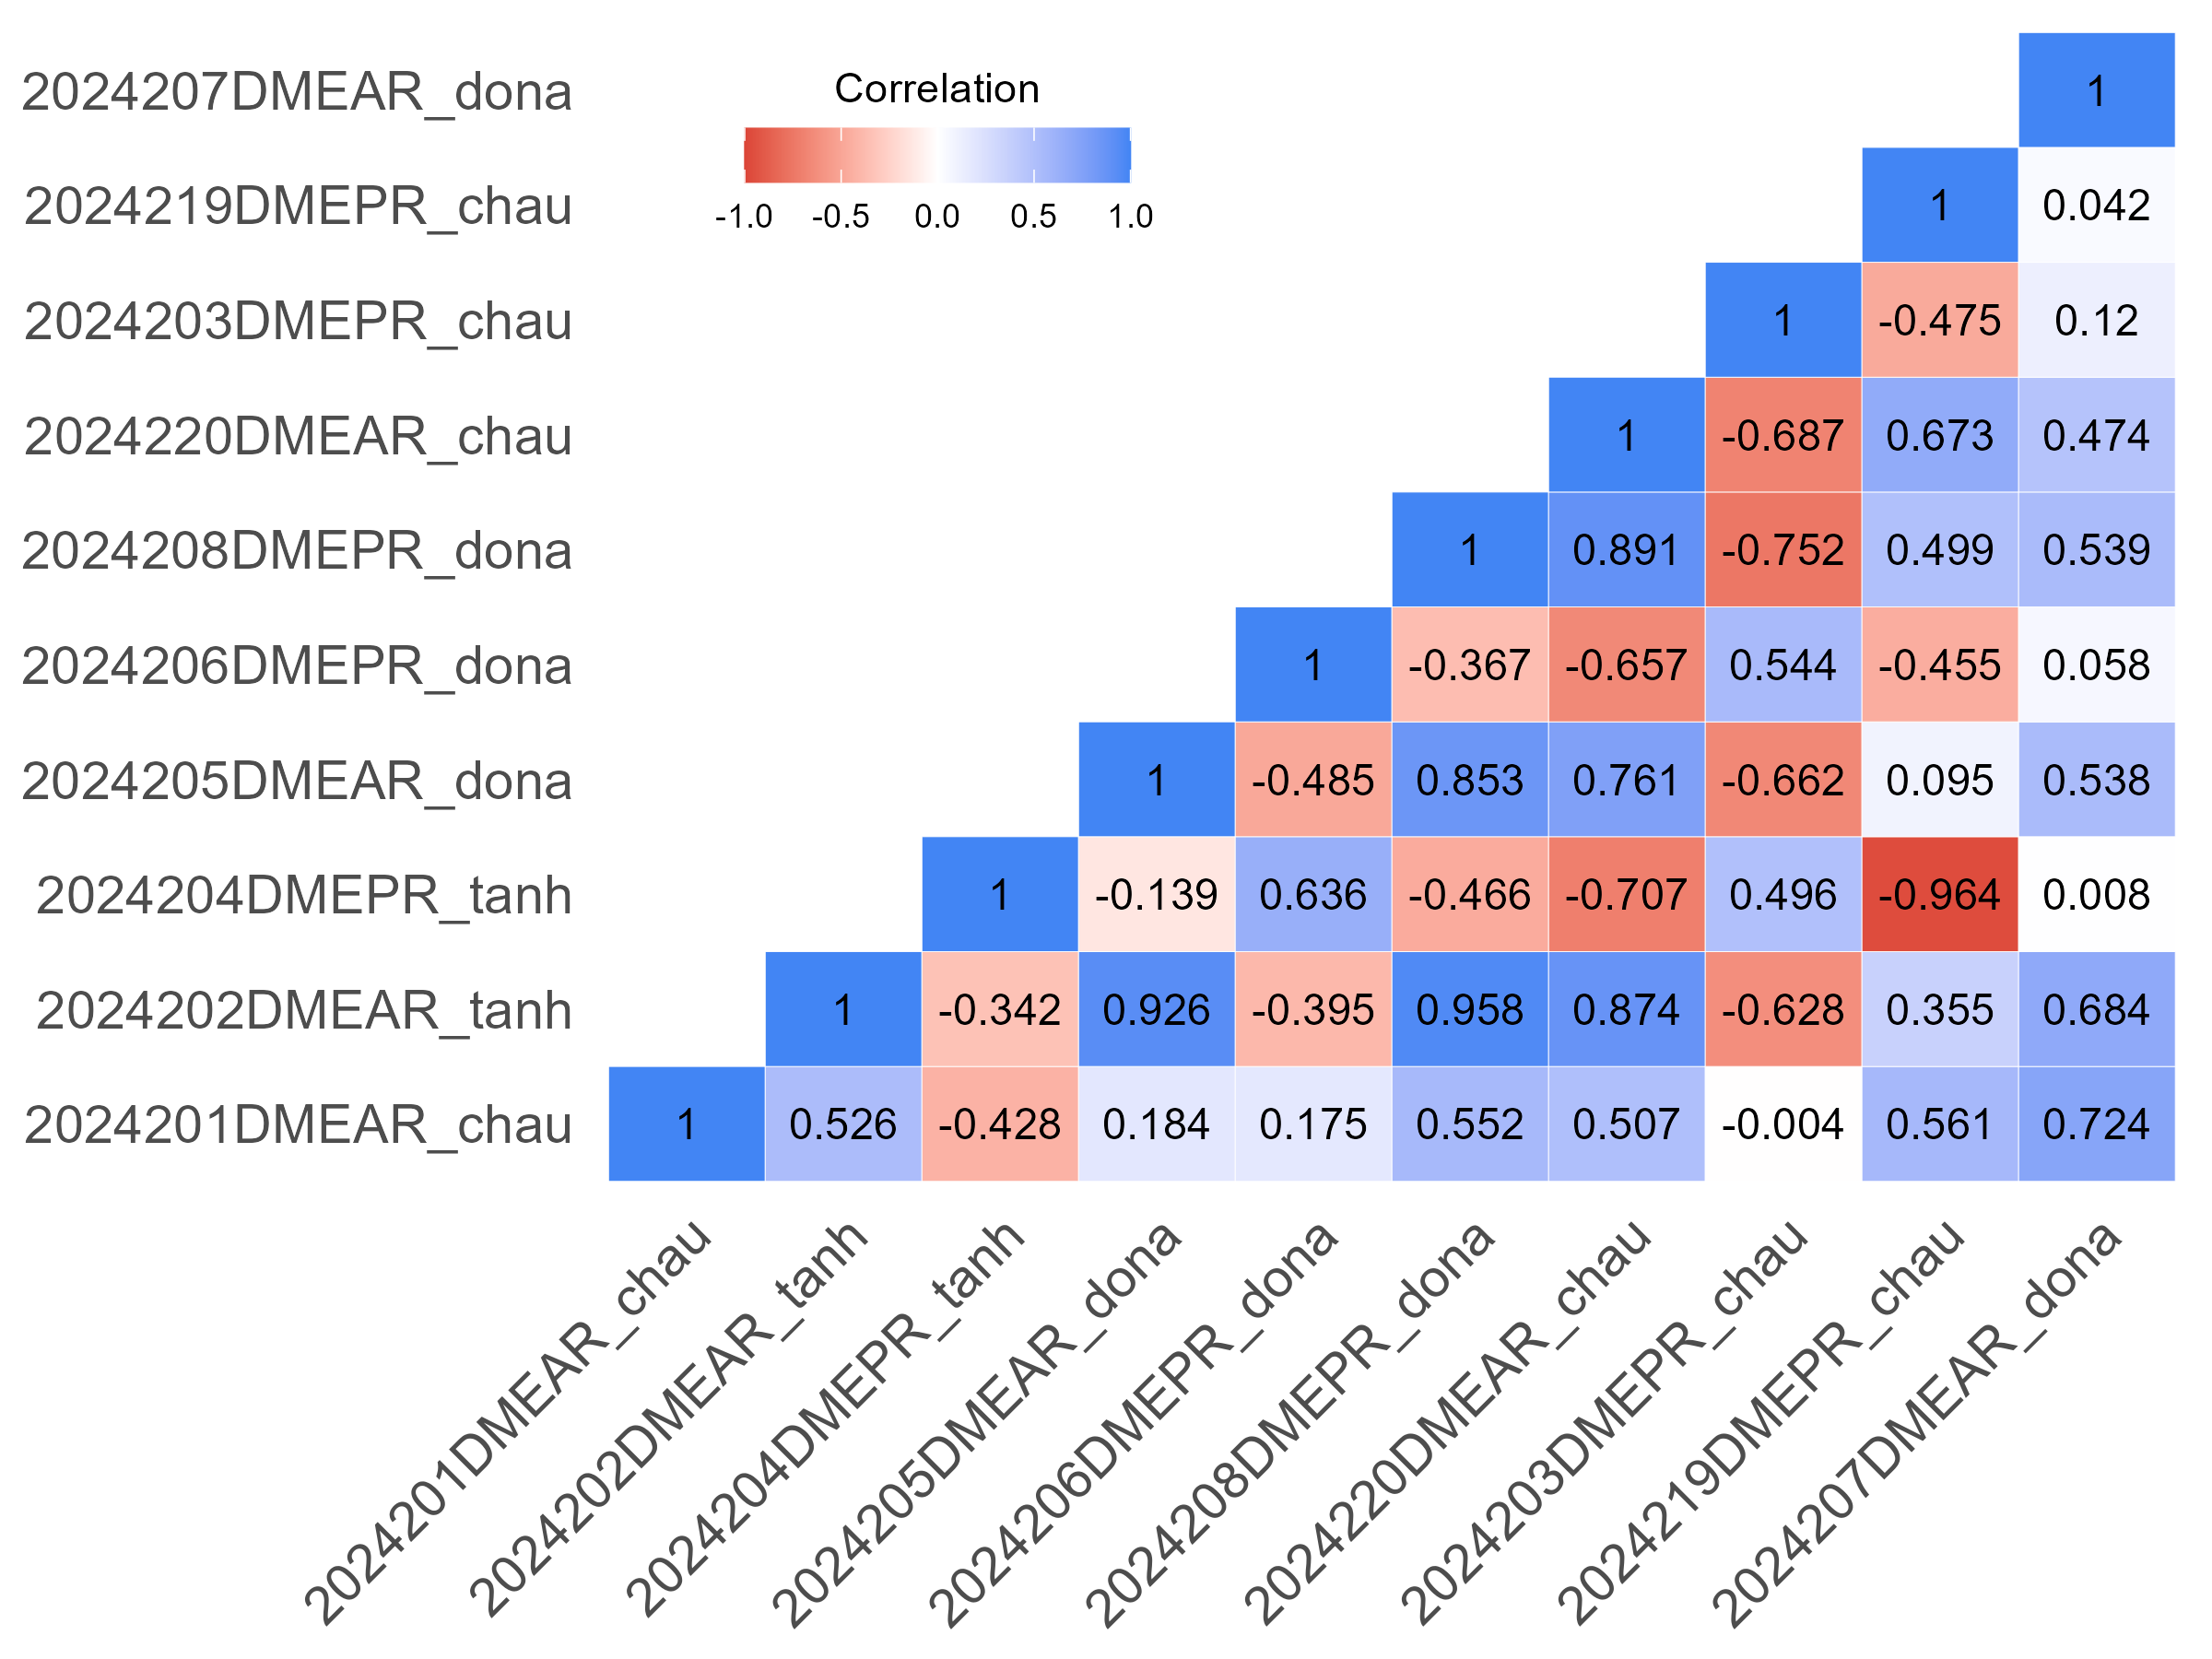 Correlation
-1.0 -0.5 0.0 0.5 1.0
2024207DMEAR_dona 1
2024219DMEPR_chau 1 0.042
2024203DMEPR_chau 1 -0.475 0.12
2024220DMEAR_chau 1 -0.687 0.673 0.474
2024208DMEPR_dona 1 0.891 -0.752 0.499 0.539
2024206DMEPR_dona 1 -0.367 -0.657 0.544 -0.455 0.058
2024205DMEAR_dona 1 -0.485 0.853 0.761 -0.662 0.095 0.538
2024204DMEPR_tanh 1 -0.139 0.636 -0.466 -0.707 0.496 -0.964 0.008
2024202DMEAR_tanh 1 -0.342 0.926 -0.395 0.958 0.874 -0.628 0.355 0.684
2024201DMEAR_chau 1 0.526 -0.428 0.184 0.175 0.552 0.507 -0.004 0.561 0.724
2024201DMEAR_chau
2024202DMEAR_tanh
2024204DMEPR_tanh
2024205DMEAR_dona
2024206DMEPR_dona
2024208DMEPR_dona
2024220DMEAR_chau
2024203DMEPR_chau
2024219DMEPR_chau
2024207DMEAR_dona